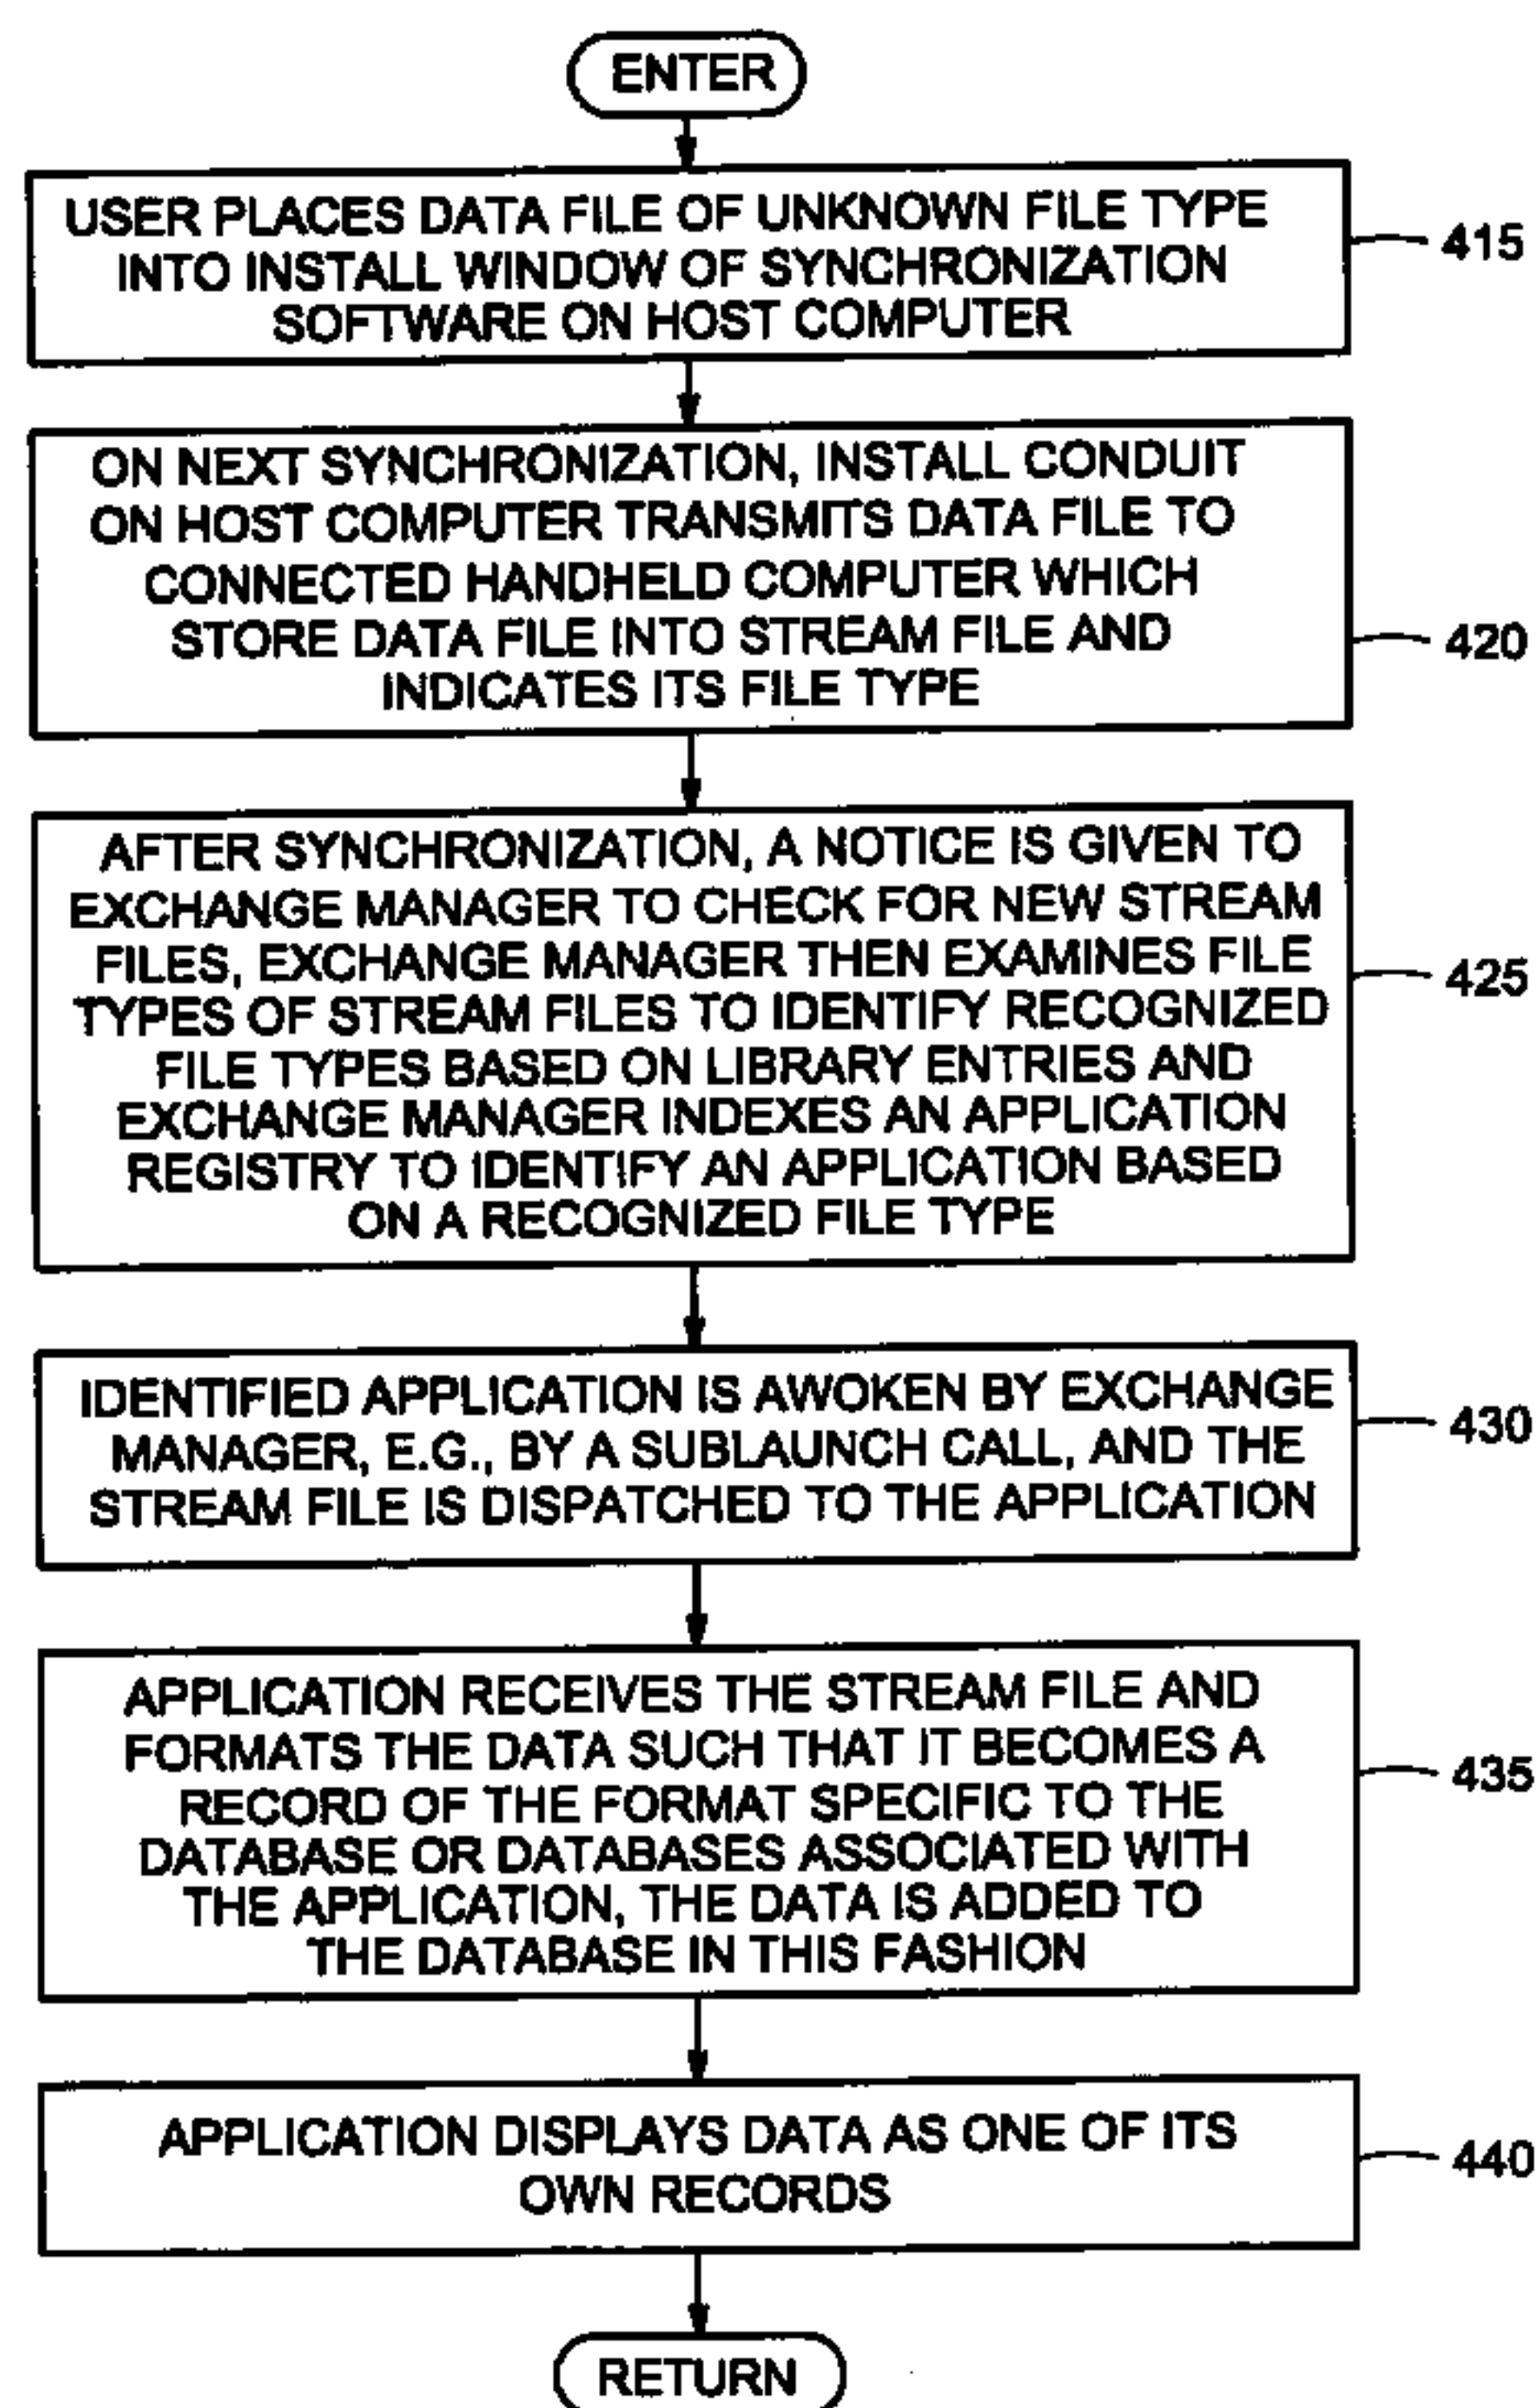 ENTER
USER PLACES DATA FILE OF UNKNOWN FILE TYPE
INTO INSTALL WINDOW OF SYNCHRONIZATION
SOFTWARE ON HOST COMPUTER
415
ON NEXT SYNCHRONIZATION, INSTALL CONDUIT
ON HOST COMPUTER TRANSMITS DATA FILE TO
CONNECTED HANDHELD COMPUTER WHICH
STORE DATA FILE INTO STREAM FILE AND
INDICATES ITS FILE TYPE
420
AFTER SYNCHRONIZATION, A NOTICE IS GIVEN TO
EXCHANGE MANAGER TO CHECK FOR NEW STREAM
FILES, EXCHANGE MANAGER THEN EXAMINES FILE
TYPES OF STREAM FILES TO IDENTIFY RECOGNIZED
FILE TYPES BASED ON LIBRARY ENTRIES AND
EXCHANGE MANAGER INDEXES AN APPLICATION
REGISTRY TO IDENTIFY AN APPLICATION BASED
ON A RECOGNIZED FILE TYPE
425
IDENTIFIED APPLICATION IS AWOKEN BY EXCHANGE
MANAGER, E.G., BY A SUBLAUNCH CALL, AND THE
STREAM FILE IS DISPATCHED TO THE APPLICATION
430
APPLICATION RECEIVES THE STREAM FILE AND
FORMATS THE DATA SUCH THAT IT BECOMES A
RECORD OF THE FORMAT SPECIFIC TO THE
DATABASE OR DATABASES ASSOCIATED WITH
THE APPLICATION, THE DATA IS ADDED TO
THE DATABASE IN THIS FASHION
435
APPLICATION DISPLAYS DATA AS ONE OF ITS
OWN RECORDS
440
RETURN